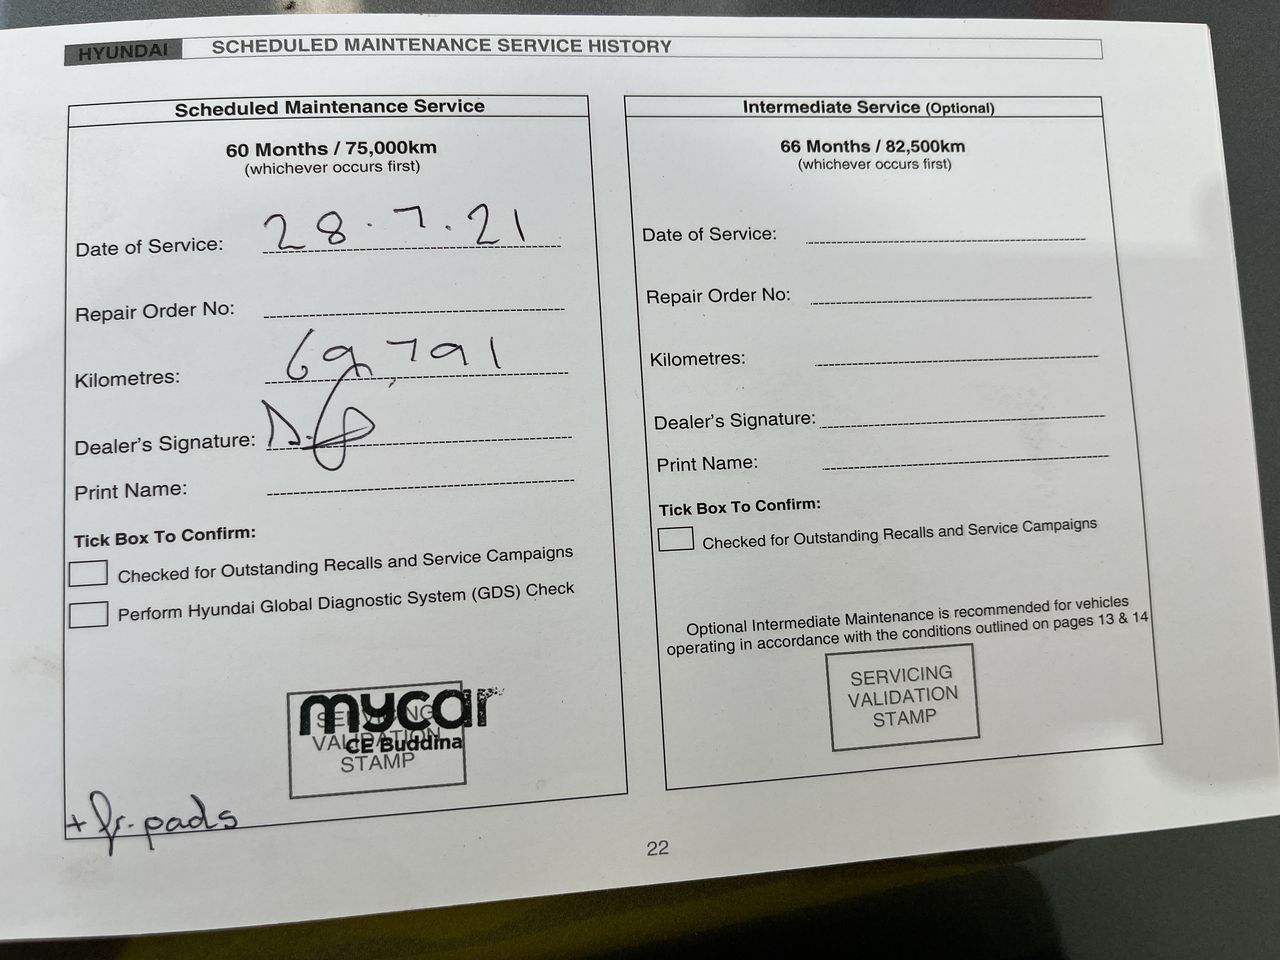 HYUNDAI SCHEDULED MAINTENANCE SERVICE HISTORY
Scheduled Maintenance Service
60 Months / 75,000km
(whichever occurs first)
Date of Service: 28.7.21
Repair Order No:
Kilometres: 69,791
Dealer's Signature:
Print Name:
Tick Box To Confirm:
Checked for Outstanding Recalls and Service Campaigns
Perform Hyundai Global Diagnostic System (GDS) Check
mycar
CE Buddina
SERVICING
VALIDATION
STAMP
+ fr. pads
Intermediate Service (Optional)
66 Months / 82,500km
(whichever occurs first)
Date of Service:
Repair Order No:
Kilometres:
Dealer's Signature:
Print Name:
Tick Box To Confirm:
Checked for Outstanding Recalls and Service Campaigns
Optional Intermediate Maintenance is recommended for vehicles
operating in accordance with the conditions outlined on pages 13 & 14
SERVICING
VALIDATION
STAMP
22